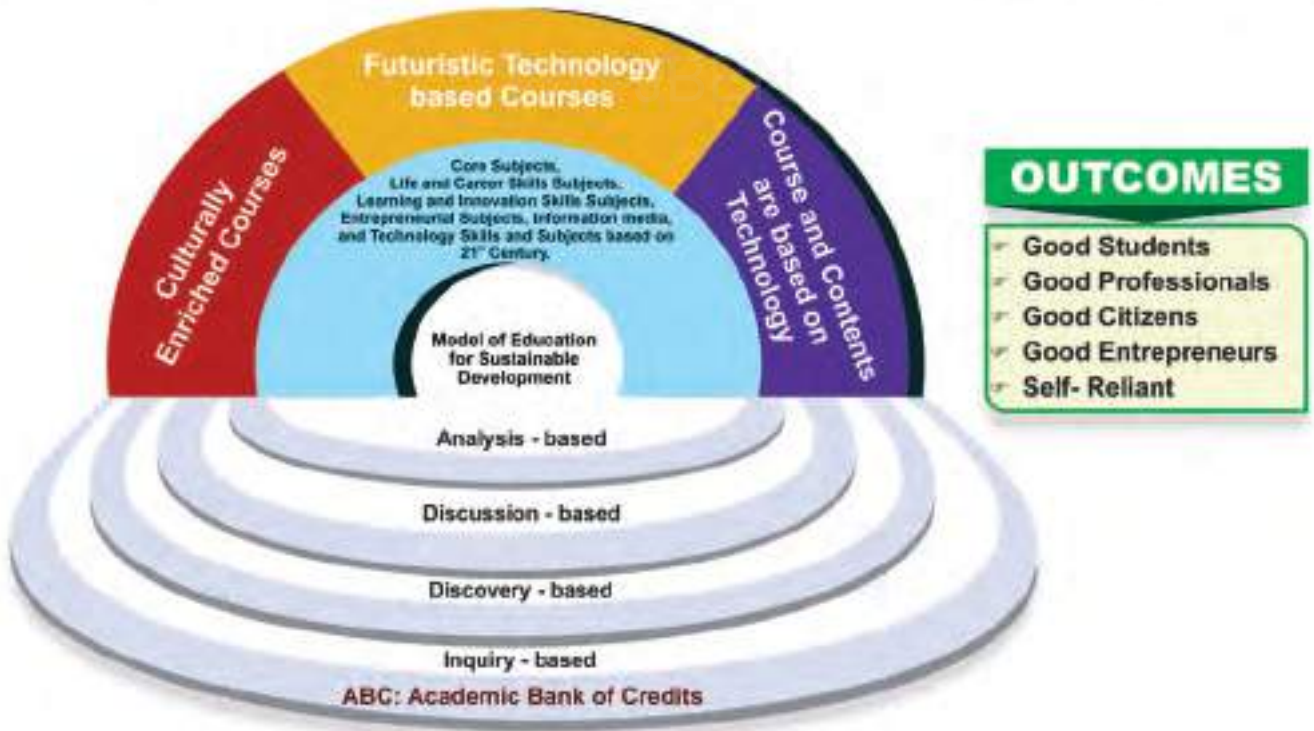 Futuristic Technology
based Courses
Culturally
Enriched Courses
Course and Contents
are based on
Technology
Core Subjects,
Life and Career Skills Subjects,
Learning and Innovation Skills Subjects,
Entrepreneurial Subjects, Information media,
and Technology Skills and Subjects based on
21st Century.
Model of Education
for Sustainable
Development
Analysis - based
Discussion - based
Discovery - based
Inquiry - based
ABC: Academic Bank of Credits
OUTCOMES
Good Students
Good Professionals
Good Citizens
Good Entrepreneurs
Self- Reliant